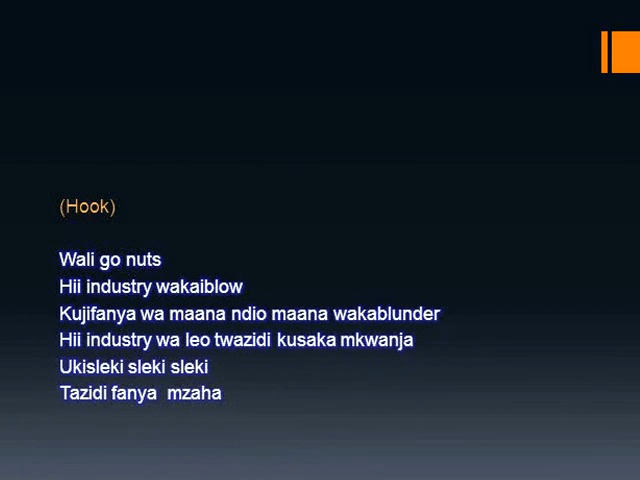 (Hook)
Wali go nuts
Hii industry wakaiblow
Kujifanya wa maana ndio maana wakablunder
Hii industry wa leo twazidi kusaka mkwanja
Ukisleki sleki sleki
Tazidi fanya  mzaha